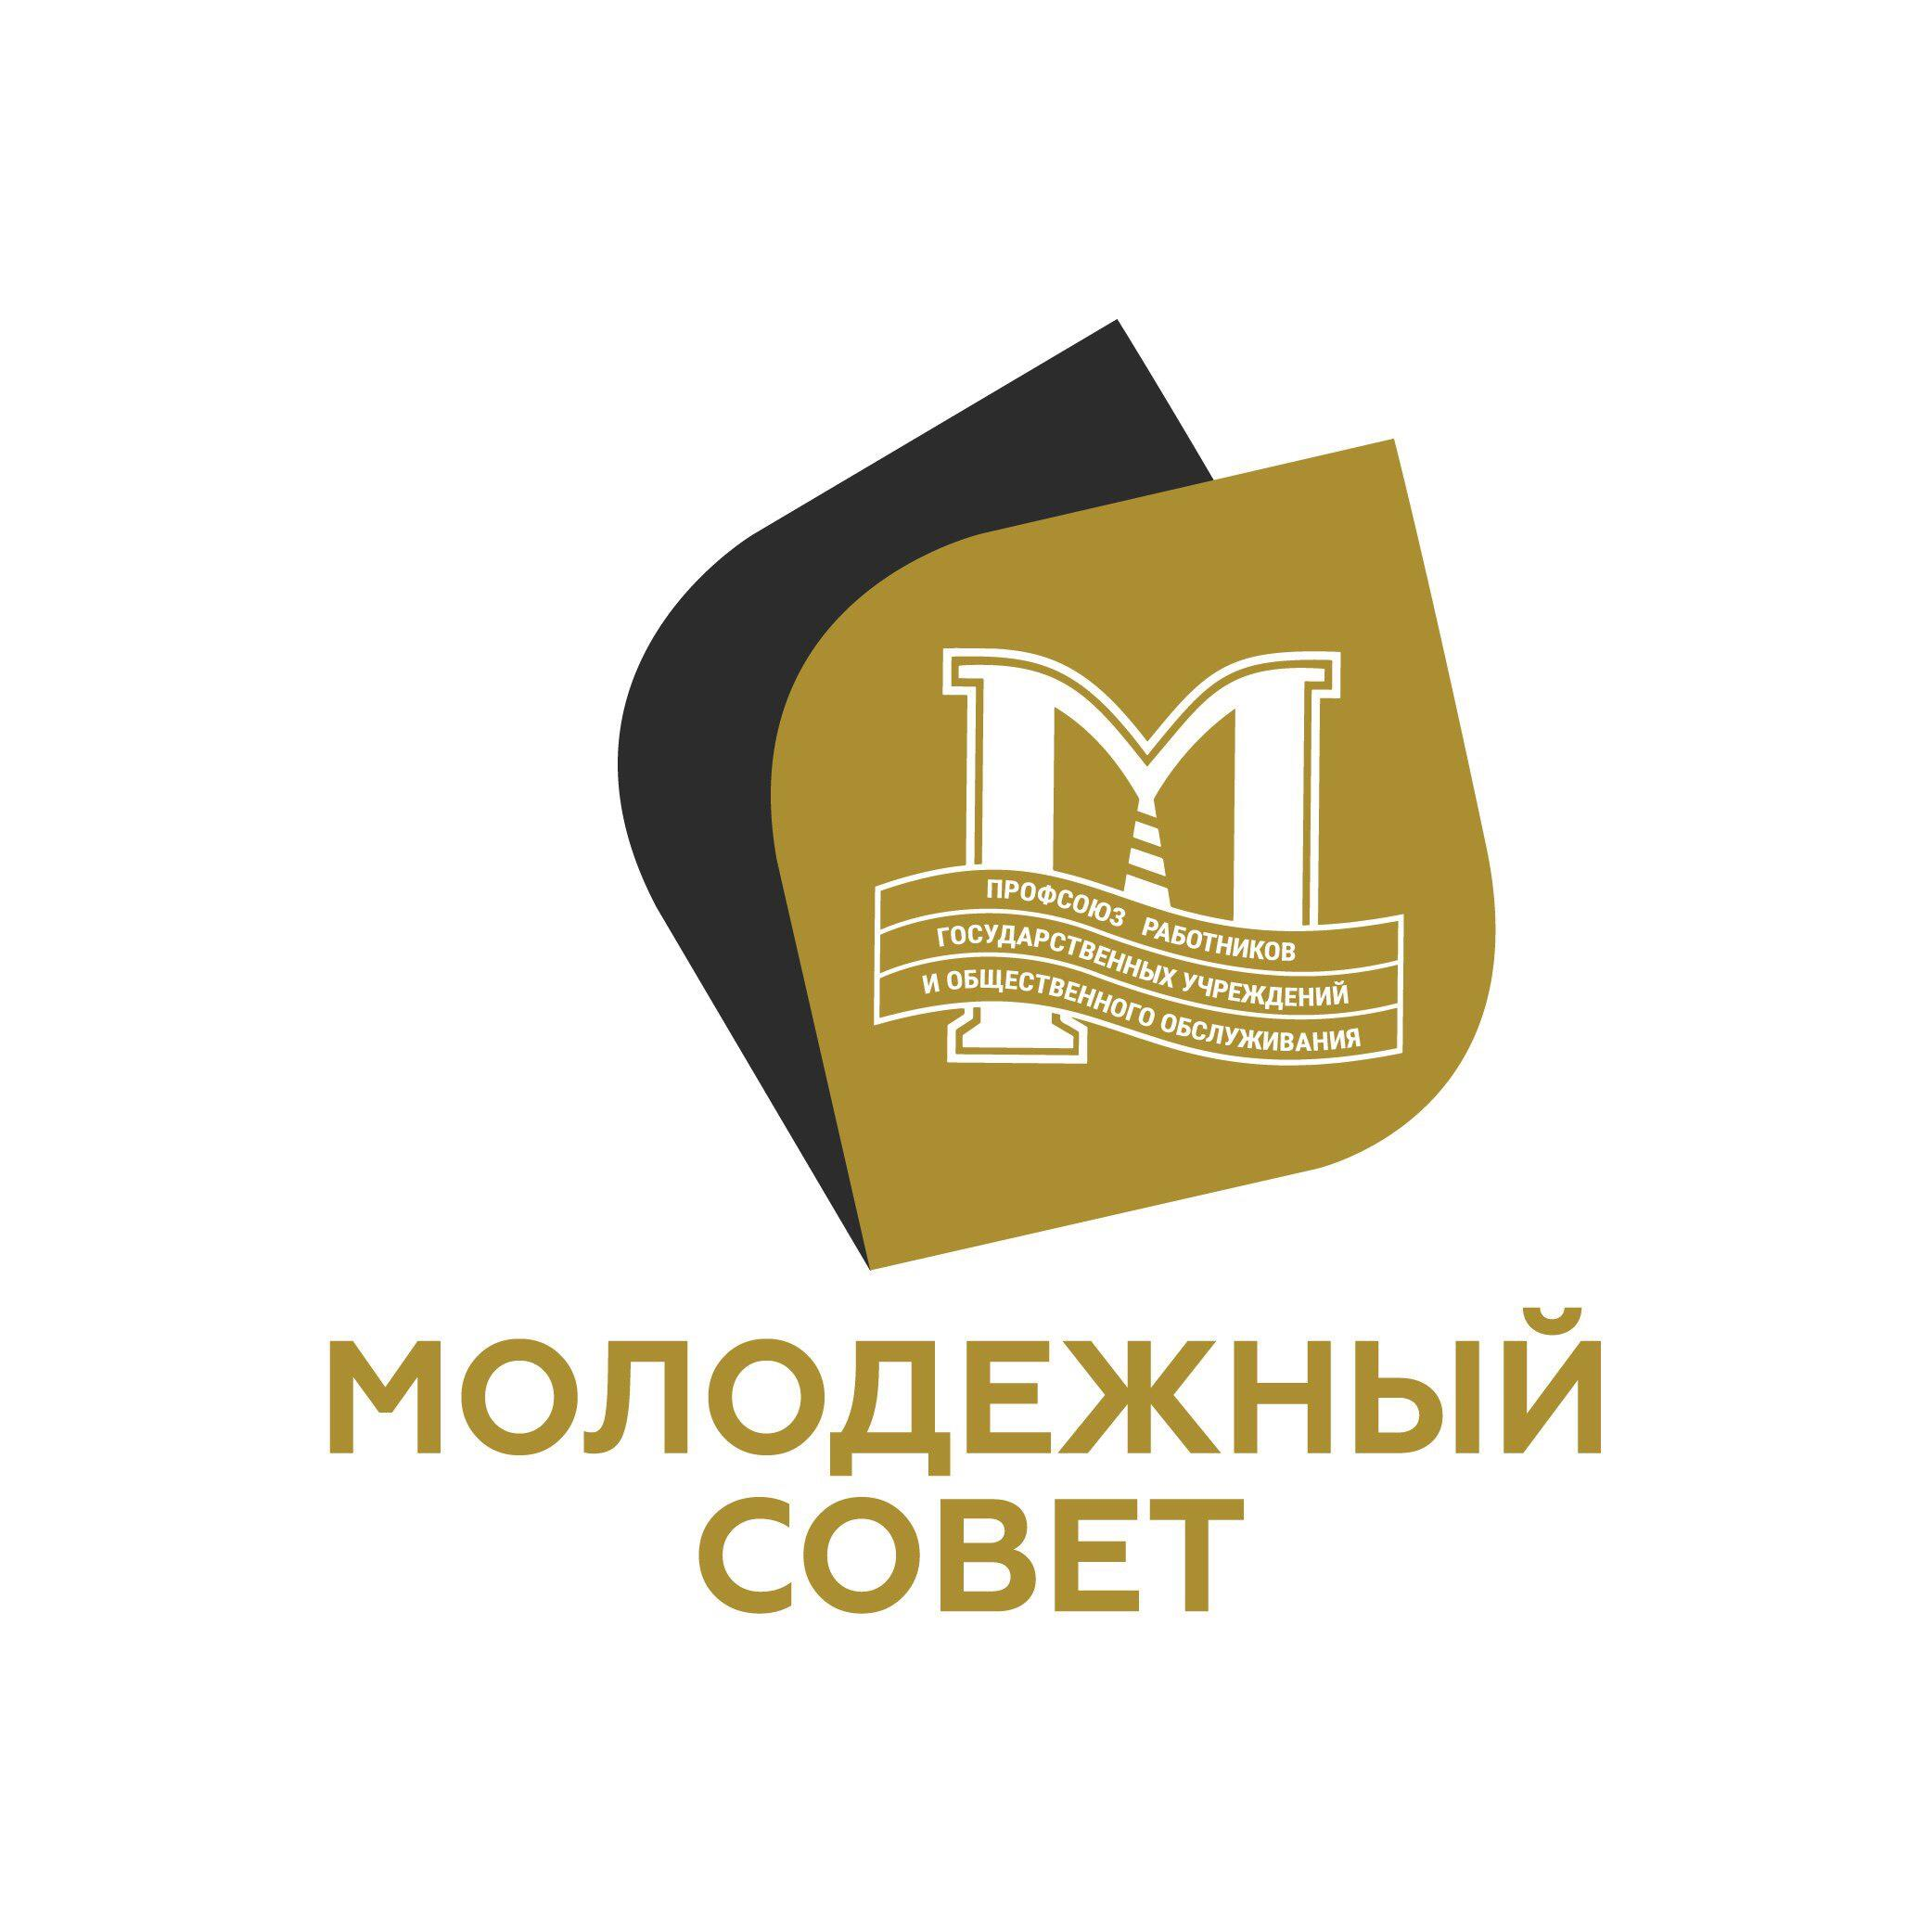 М
ПРОФСОЮЗ РАБОТНИКОВ
ГОСУДАРСТВЕННЫХ УЧРЕЖДЕНИЙ
И ОБЩЕСТВЕННОГО ОБСЛУЖИВАНИЯ
МОЛОДЕЖНЫЙ
СОВЕТ